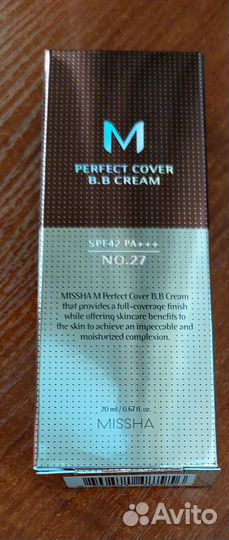 M
PERFECT COVER
B.B CREAM
SPF42 PA+++
NO.27
MISSHA M Perfect Cover B.B Cream
that provides a full-coverage finish
while offering skincare benefits to
the skin to achieve an impeccable and
moisturized complexion.
20 ml / 0.67 fl. oz.
MISSHA
Avito